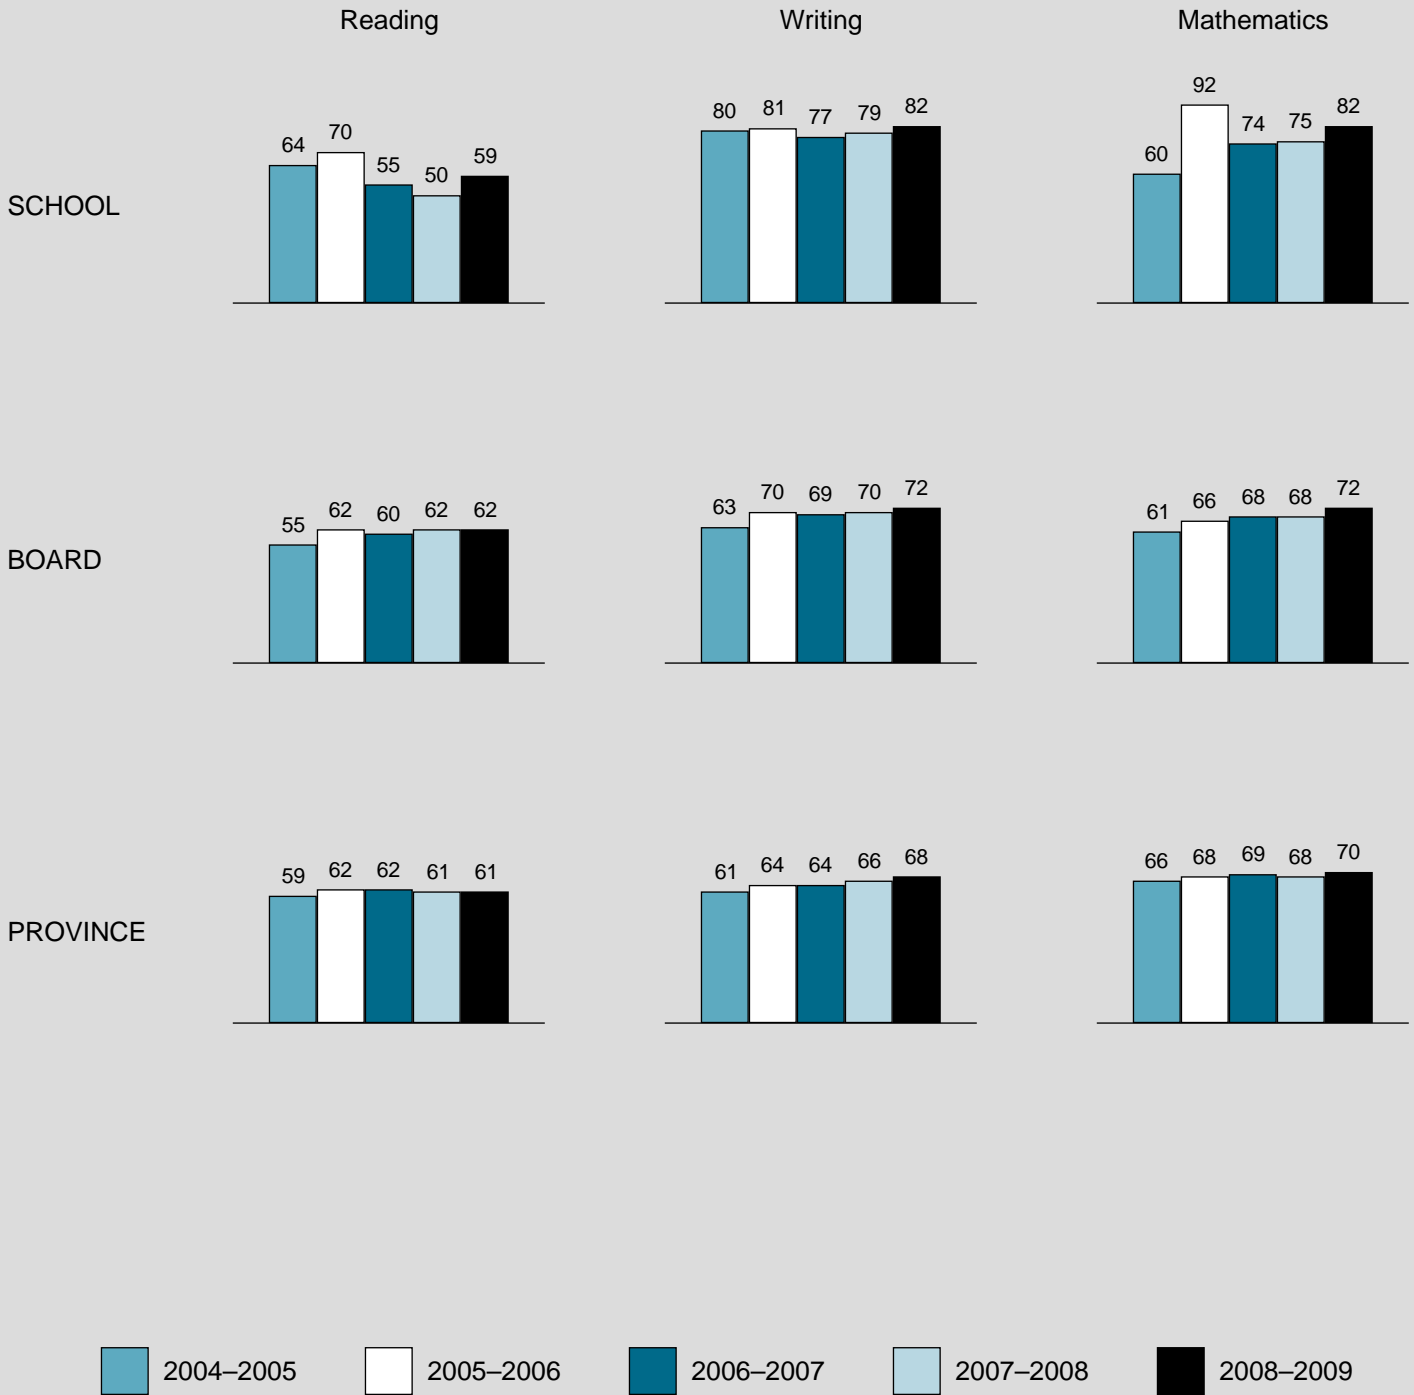 Reading Writing Mathematics
SCHOOL
64 70 55 50 59
80 81 77 79 82
60 92 74 75 82
BOARD
55 62 60 62 62
63 70 69 70 72
61 66 68 68 72
PROVINCE
59 62 62 61 61
61 64 64 66 68
66 68 69 68 70
2004–2005 2005–2006 2006–2007 2007–2008 2008–2009